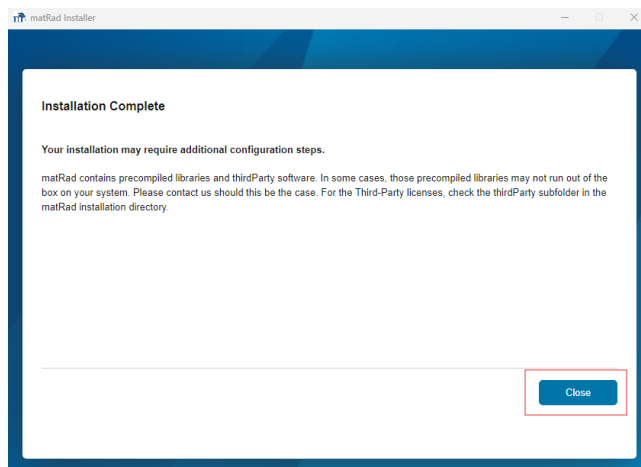 matRad Installer
Installation Complete
Your installation may require additional configuration steps.
matRad contains precompiled libraries and thirdParty software. In some cases, those precompiled libraries may not run out of the
box on your system. Please contact us should this be the case. For the Third-Party licenses, check the thirdParty subfolder in the
matRad installation directory.
Close